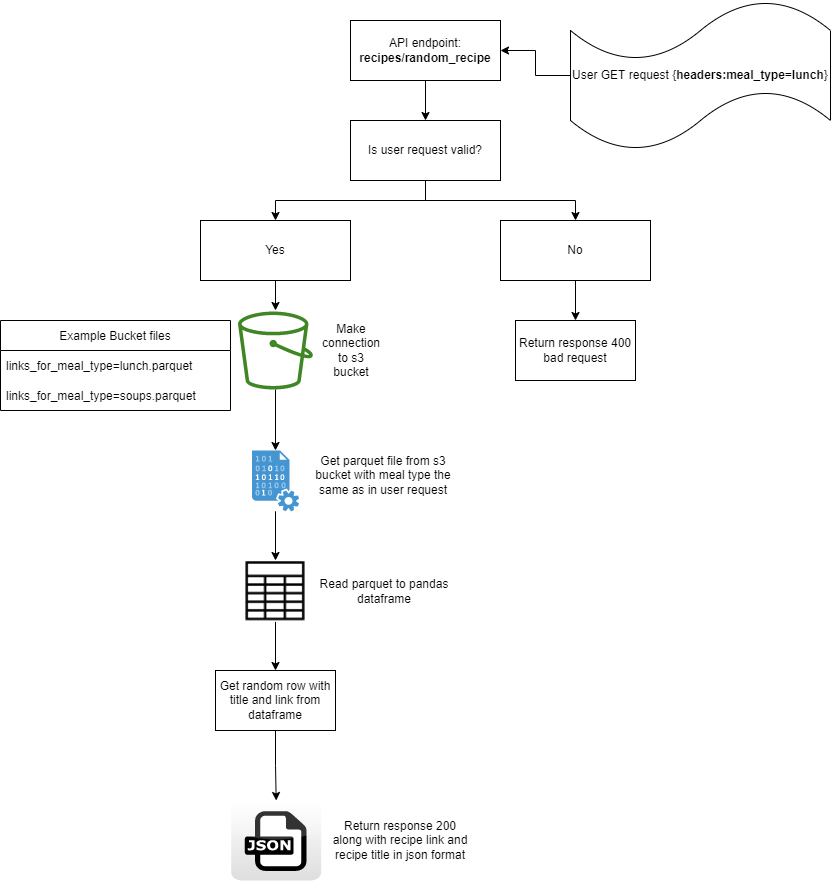 API endpoint:
recipes/random_recipe
User GET request {headers:meal_type=lunch}
Is user request valid?
Yes
No
Example Bucket files
links_for_meal_type=lunch.parquet
links_for_meal_type=soups.parquet
Make
connection
to s3
bucket
Return response 400
bad request
101
01010
10110
10100
010
Get parquet file from s3
bucket with meal type the
same as in user request
Read parquet to pandas
dataframe
Get random row with
title and link from
dataframe
JSON
Return response 200
along with recipe link and
recipe title in json format